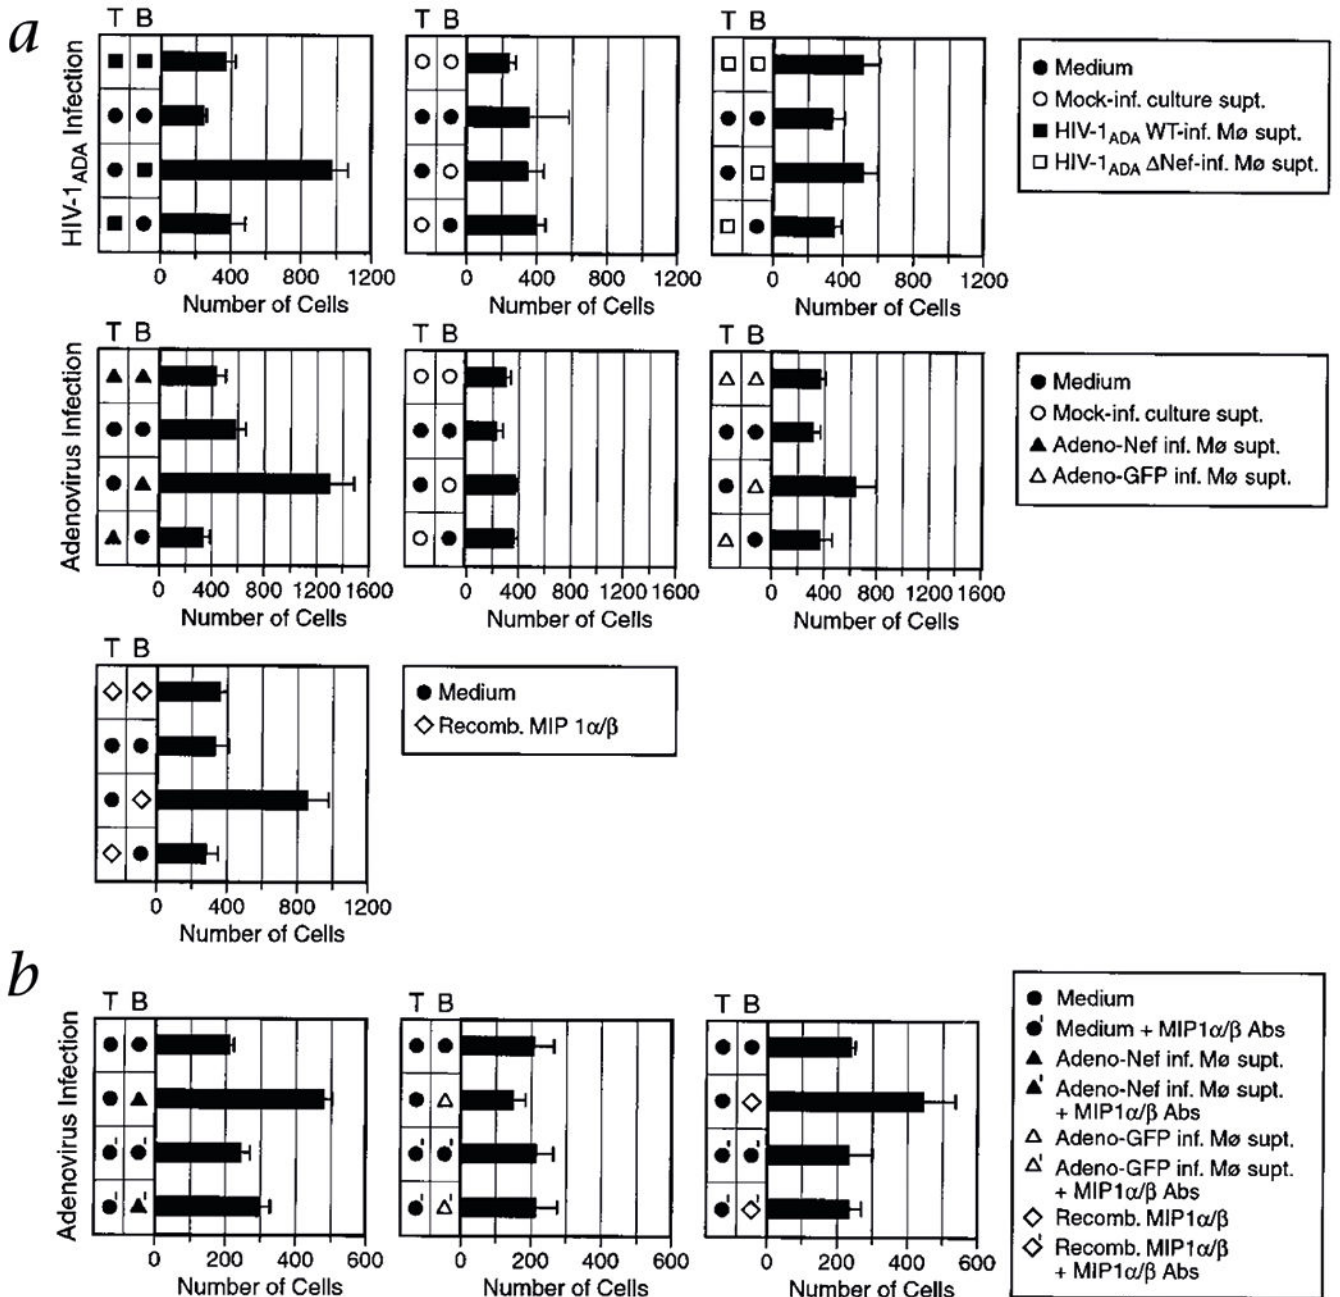 a
T B
T B
T B
HIV-1ADA Infection
0 400 800 1200
0 400 800 1200
0 400 800 1200
Number of Cells
Number of Cells
Number of Cells
Medium
Mock-inf. culture supt.
HIV-1ADA WT-inf. Mø supt.
HIV-1ADA ΔNef-inf. Mø supt.
T B
T B
T B
Adenovirus Infection
0 400 800 1200 1600
0 400 800 1200 1600
0 400 800 1200 1600
Number of Cells
Number of Cells
Number of Cells
Medium
Mock-inf. culture supt.
Adeno-Nef inf. Mø supt.
Adeno-GFP inf. Mø supt.
T B
0 400 800 1200
Number of Cells
Medium
Recomb. MIP 1α/β
b
T B
T B
T B
Adenovirus Infection
0 200 400 600
0 200 400 600
0 200 400 600
Number of Cells
Number of Cells
Number of Cells
Medium
Medium + MIP1α/β Abs
Adeno-Nef inf. Mø supt.
Adeno-Nef inf. Mø supt.
+ MIP1α/β Abs
Adeno-GFP inf. Mø supt.
Adeno-GFP inf. Mø supt.
+ MIP1α/β Abs
Recomb. MIP1α/β
Recomb. MIP1α/β
+ MIP1α/β Abs